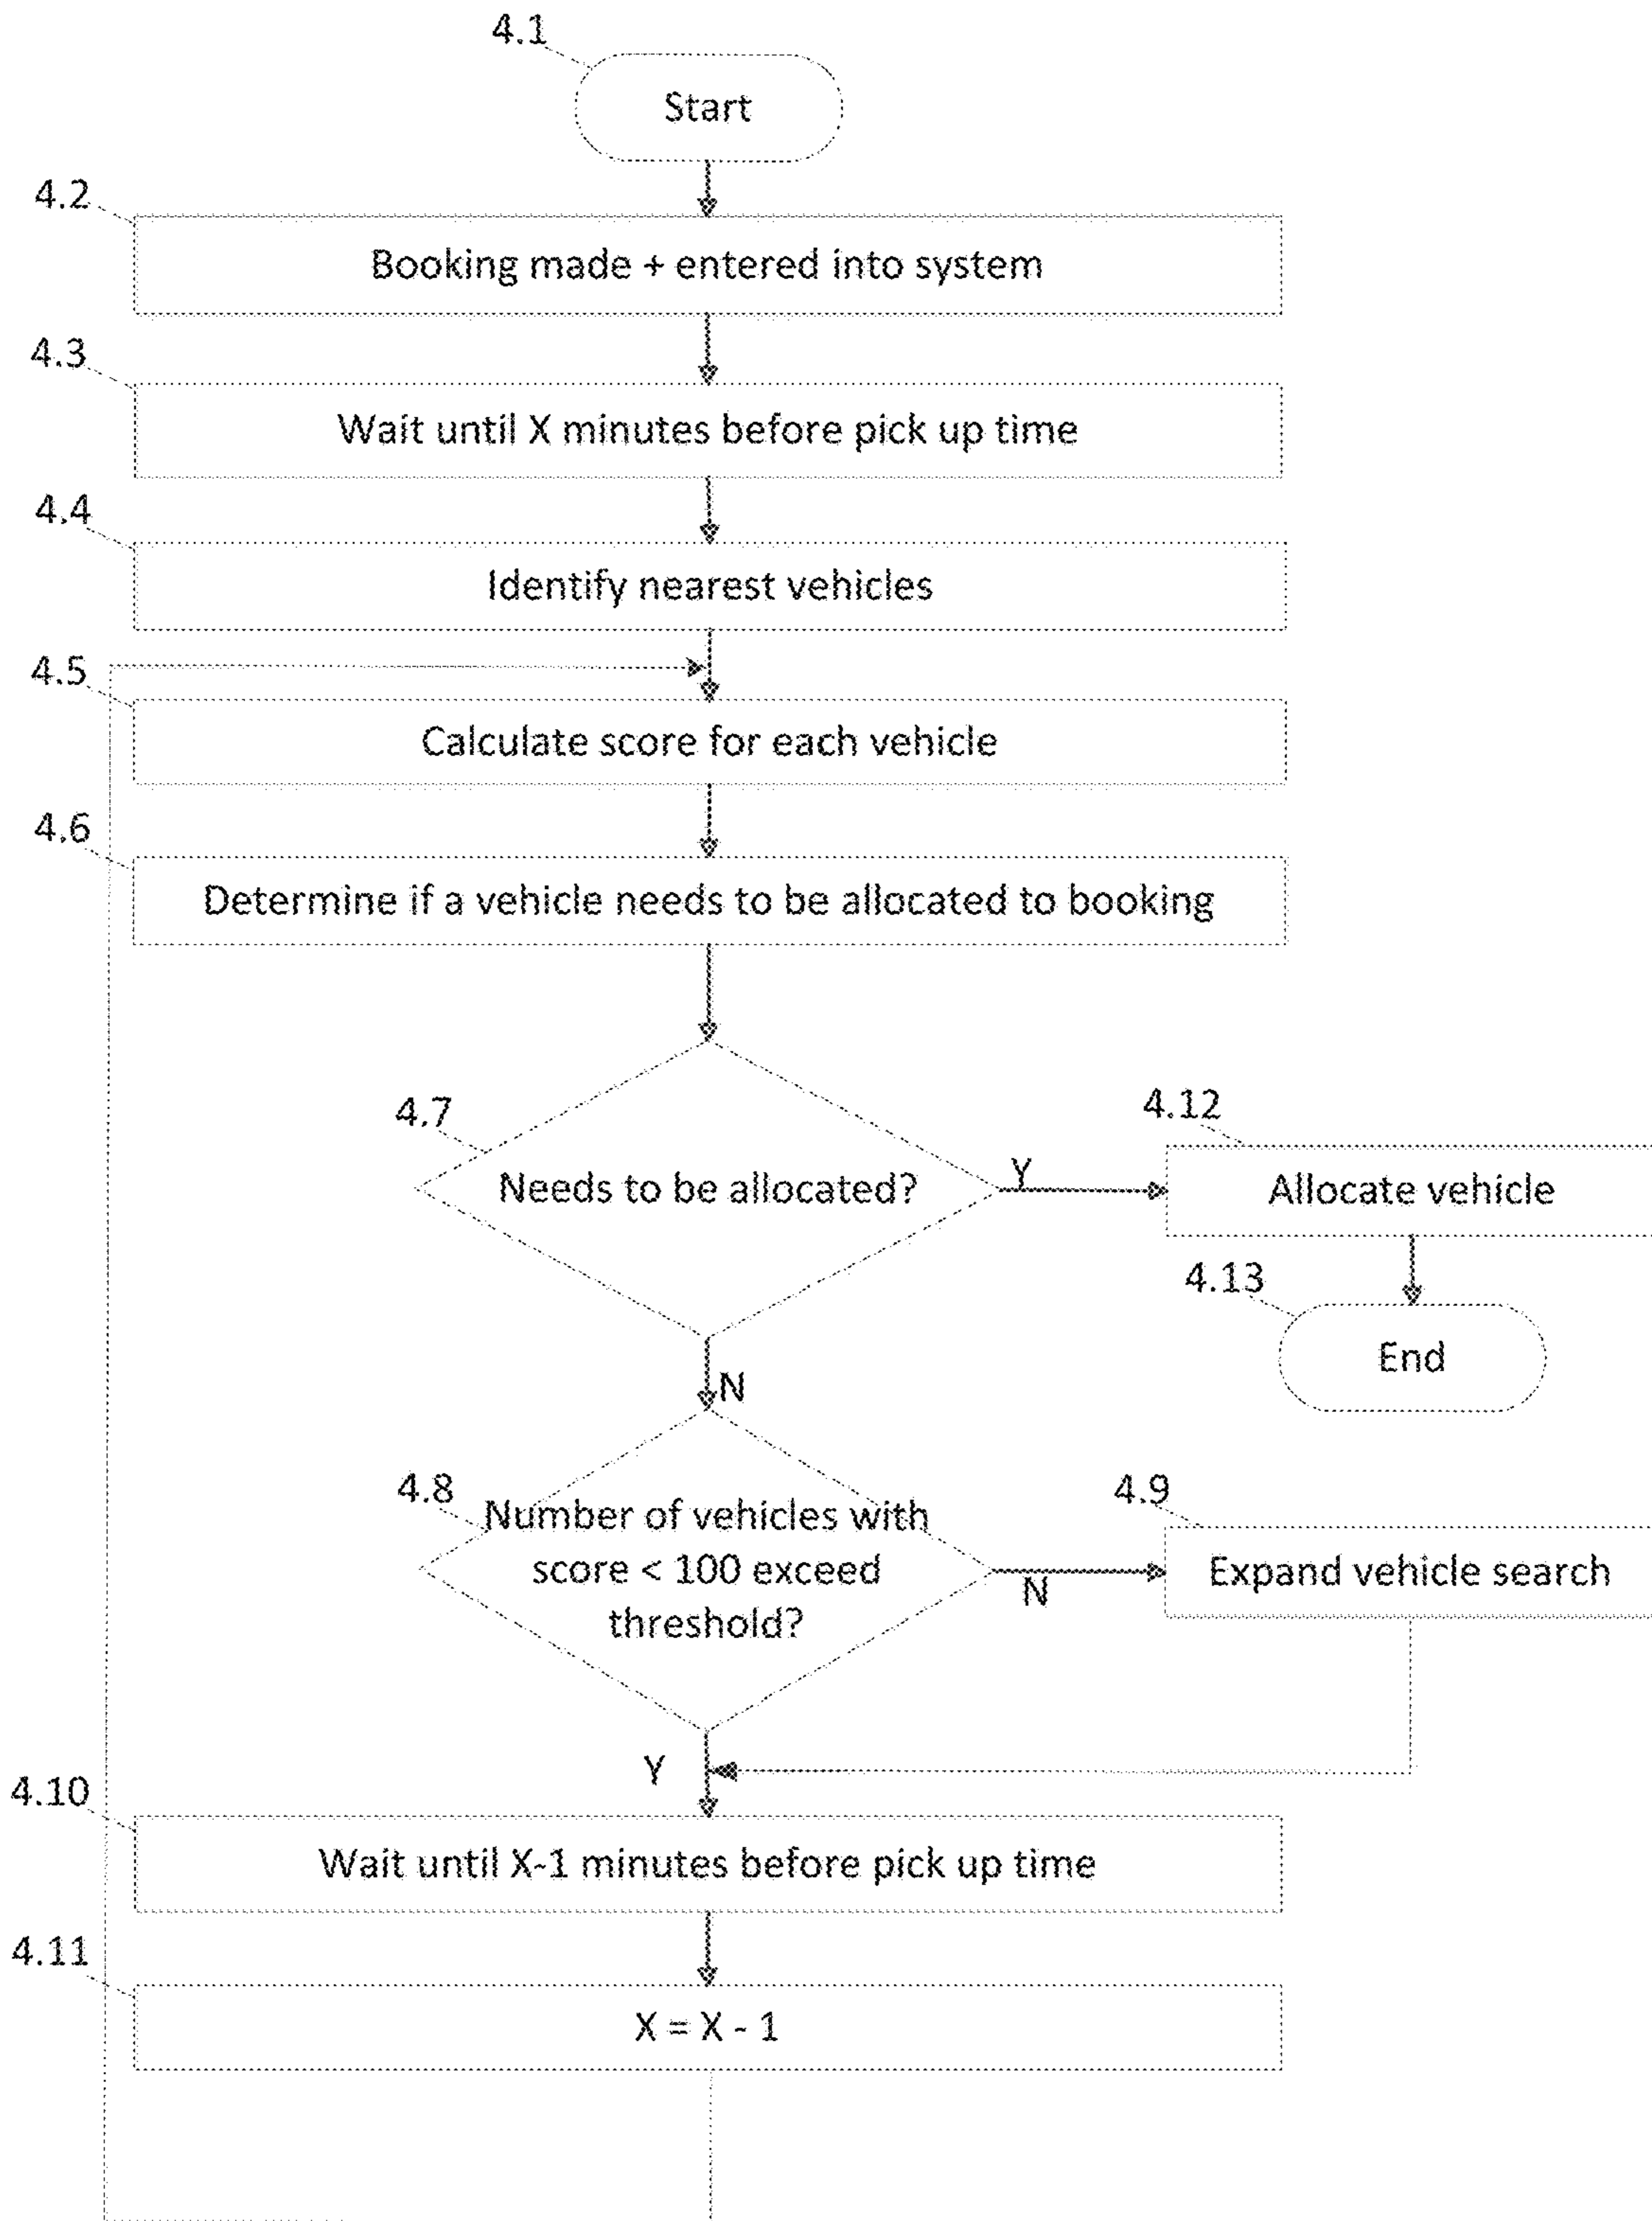 4.1
Start
4.2
Booking made + entered into system
4.3
Wait until X minutes before pick up time
4.4
Identify nearest vehicles
4.5
Calculate score for each vehicle
4.6
Determine if a vehicle needs to be allocated to booking
4.7
Needs to be allocated?
Y
4.12
Allocate vehicle
4.13
End
N
4.8
Number of vehicles with
score < 100 exceed
threshold?
N
4.9
Expand vehicle search
Y
4.10
Wait until X-1 minutes before pick up time
4.11
X = X - 1